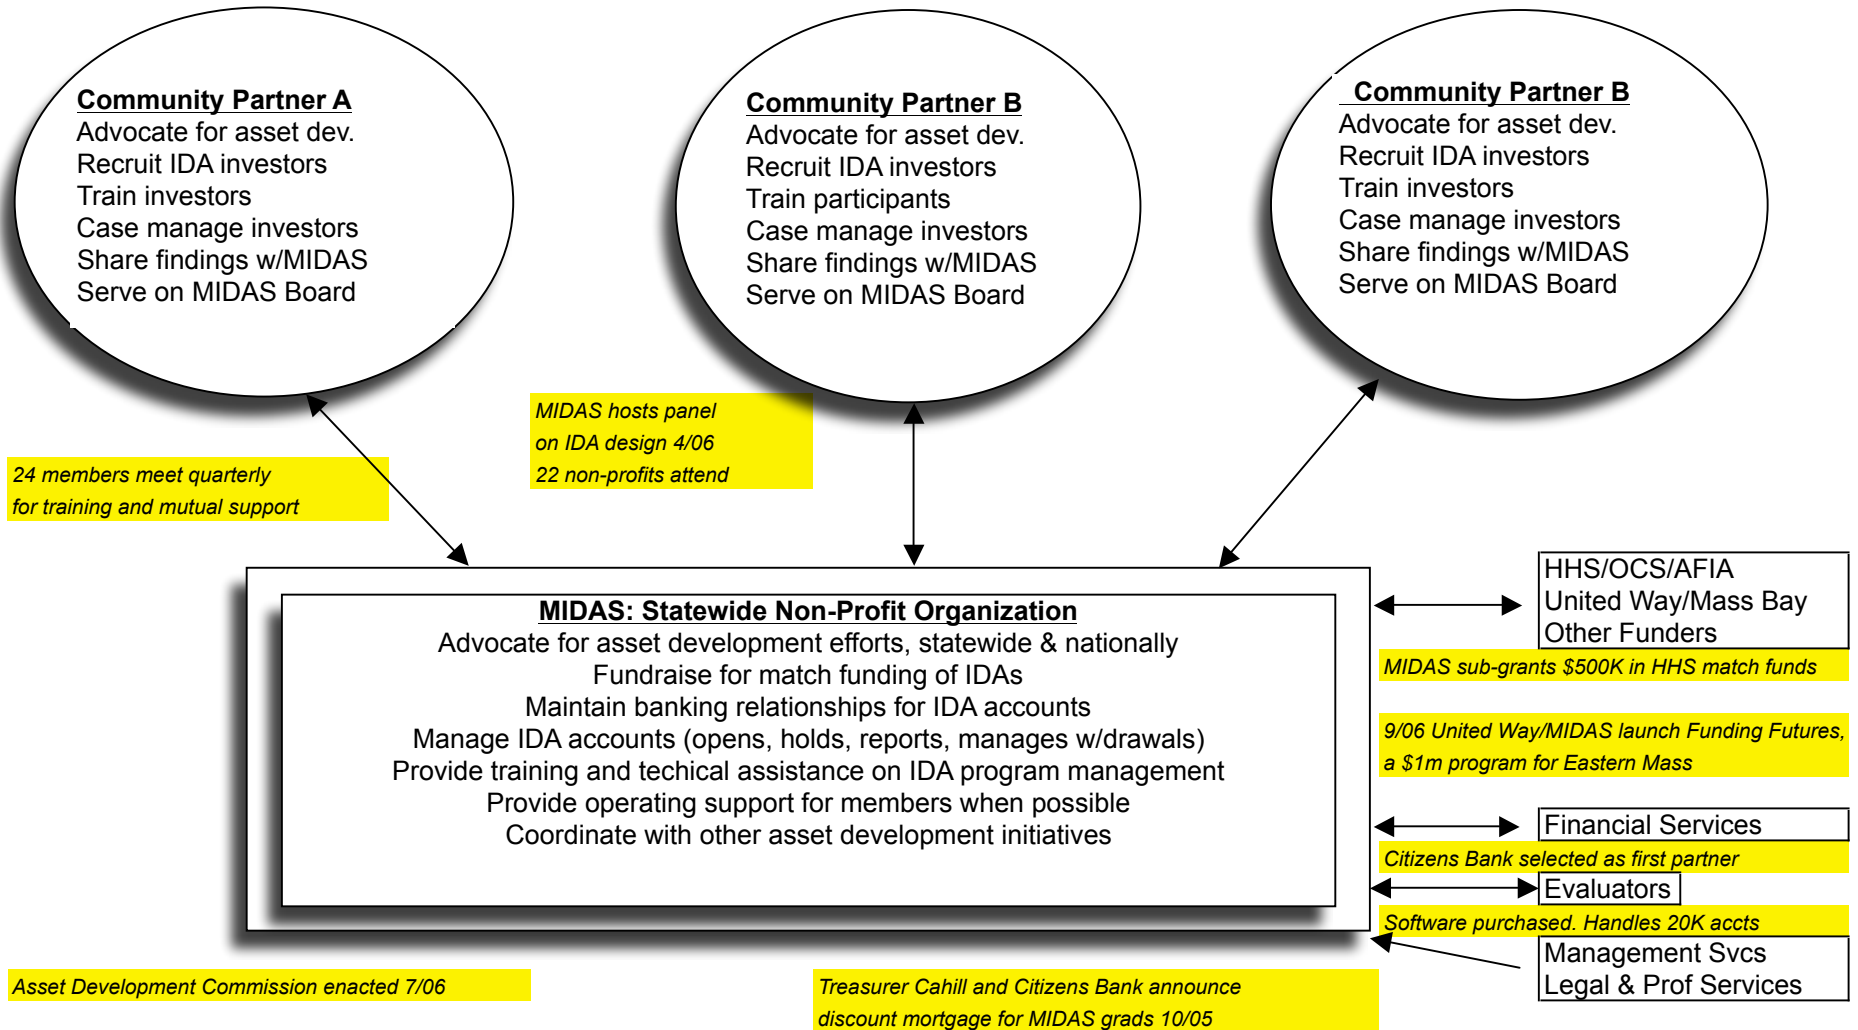 Community Partner A
Advocate for asset dev.
Recruit IDA investors
Train investors
Case manage investors
Share findings w/MIDAS
Serve on MIDAS Board
Community Partner B
Advocate for asset dev.
Recruit IDA investors
Train participants
Case manage investors
Share findings w/MIDAS
Serve on MIDAS Board
Community Partner B
Advocate for asset dev.
Recruit IDA investors
Train investors
Case manage investors
Share findings w/MIDAS
Serve on MIDAS Board
24 members meet quarterly
for training and mutual support
MIDAS hosts panel
on IDA design 4/06
22 non-profits attend
MIDAS: Statewide Non-Profit Organization
Advocate for asset development efforts, statewide & nationally
Fundraise for match funding of IDAs
Maintain banking relationships for IDA accounts
Manage IDA accounts (opens, holds, reports, manages w/drawals)
Provide training and techical assistance on IDA program management
Provide operating support for members when possible
Coordinate with other asset development initiatives
HHS/OCS/AFIA
United Way/Mass Bay
Other Funders
MIDAS sub-grants $500K in HHS match funds
9/06 United Way/MIDAS launch Funding Futures,
a $1m program for Eastern Mass
Financial Services
Citizens Bank selected as first partner
Evaluators
Software purchased. Handles 20K accts
Management Svcs
Legal & Prof Services
Asset Development Commission enacted 7/06
Treasurer Cahill and Citizens Bank announce
discount mortgage for MIDAS grads 10/05